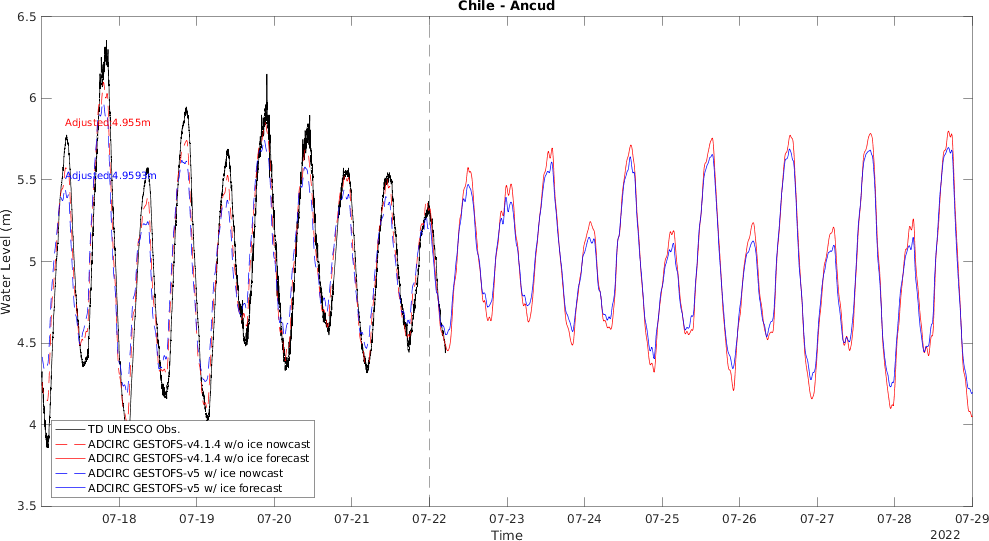 Chile - Ancud
6.5
6
5.5
5
4.5
4
3.5
Water Level (m)
Adjusted 4.955m
Adjusted 4.9593m
TD UNESCO Obs.
ADCIRC GESTOFS-v4.1.4 w/o ice nowcast
ADCIRC GESTOFS-v4.1.4 w/o ice forecast
ADCIRC GESTOFS-v5 w/ ice nowcast
ADCIRC GESTOFS-v5 w/ ice forecast
07-18 07-19 07-20 07-21 07-22 07-23 07-24 07-25 07-26 07-27 07-28 07-29
Time
2022